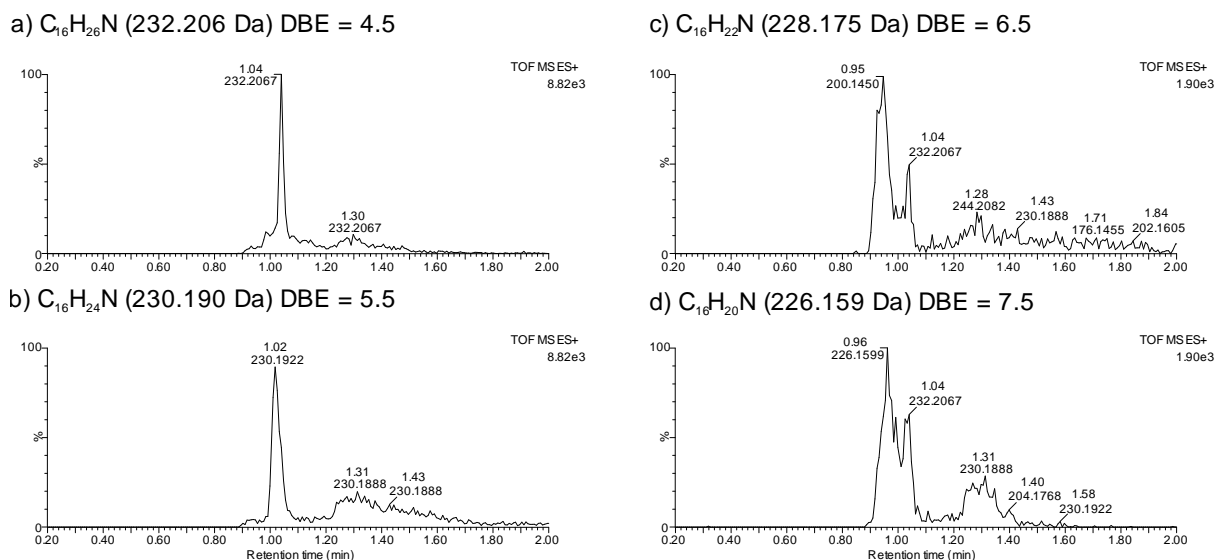 a) C₁₆H₂₆N (232.206 Da) DBE = 4.5
TOF MS ES+
8.82e3
1.04
232.2067
1.30
232.2067
100
%
0
0.20 0.40 0.60 0.80 1.00 1.20 1.40 1.60 1.80 2.00
b) C₁₆H₂₄N (230.190 Da) DBE = 5.5
TOF MS ES+
8.82e3
1.02
230.1922
1.31
230.1888
1.43
230.1888
100
%
0
0.20 0.40 0.60 0.80 1.00 1.20 1.40 1.60 1.80 2.00
Retention time (min)
c) C₁₆H₂₂N (228.175 Da) DBE = 6.5
TOF MS ES+
1.90e3
0.95
200.1450
1.04
232.2067
1.28
244.2082
1.43
230.1888
1.71
176.1455
1.84
202.1605
100
%
0
0.20 0.40 0.60 0.80 1.00 1.20 1.40 1.60 1.80 2.00
d) C₁₆H₂₀N (226.159 Da) DBE = 7.5
TOF MS ES+
1.90e3
0.96
226.1599
1.04
232.2067
1.31
230.1888
1.40
204.1768
1.58
230.1922
100
%
0
0.20 0.40 0.60 0.80 1.00 1.20 1.40 1.60 1.80 2.00
Retention time (min)